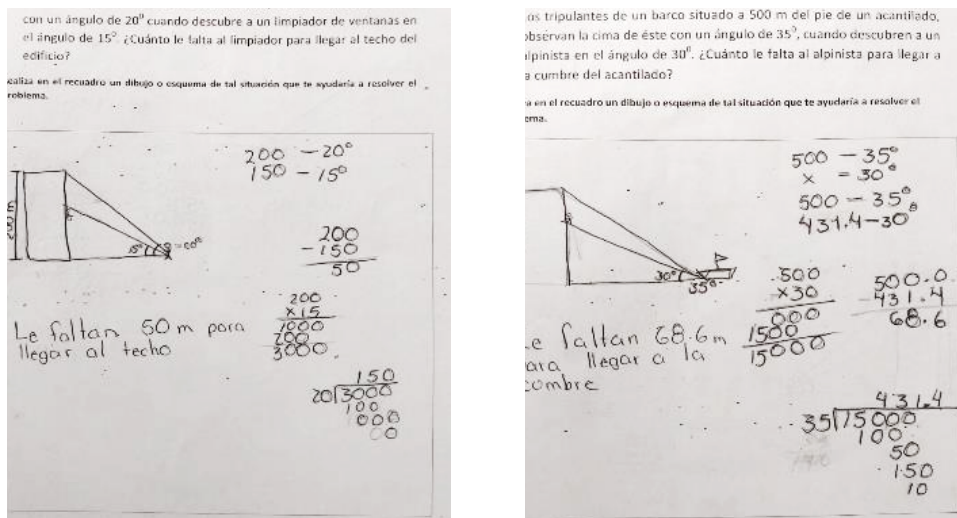 con un ángulo de 20⁰ cuando descubre a un limpiador de ventanas en
el ángulo de 15⁰. ¿Cuánto le falta al limpiador para llegar al techo del
edificio?
ealiza en el recuadro un dibujo o esquema de tal situación que te ayudaría a resolver el
roblema.
200 - 20°
150 - 15°
15°
200
- 150
50
200
x15
1000
200
3000.
Le faltan 50 m para
llegar al techo
150
20⟌3000
100
000
00
os tripulantes de un barco situado a 500 m del pie de un acantilado,
observan la cima de éste con un ángulo de 35⁰, cuando descubren a un
alpinista en el ángulo de 30⁰. ¿Cuánto le falta al alpinista para llegar a
a cumbre del acantilado?
a en el recuadro un dibujo o esquema de tal situación que te ayudaría a resolver el
ema.
500 - 35°
x - = 30°
500 - 35°
431.4 - 30°
30°
35°
500
x30
000
1500
15000
500.0
- 431.4
68.6
e faltan 68.6 m
ara llegar a la
cumbre
431.4
35⟌15000
100
50
150
10